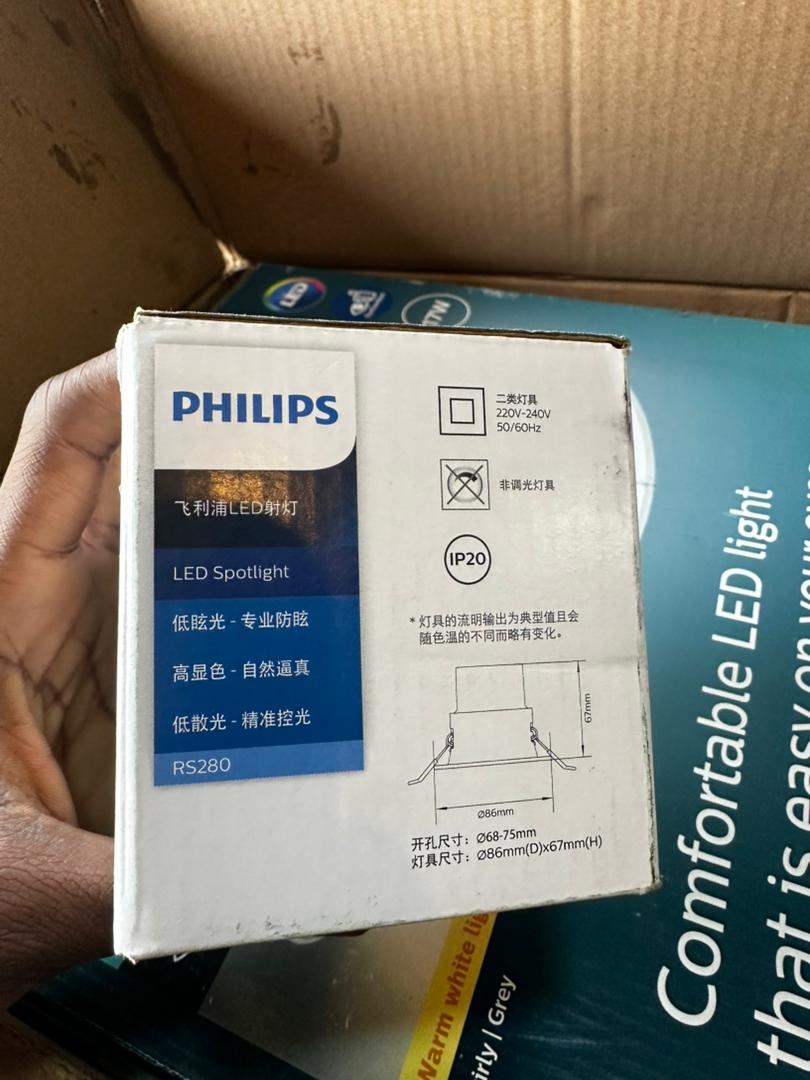 LED
17W
PHILIPS
飞利浦LED射灯
LED Spotlight
低眩光 - 专业防眩
高显色 - 自然逼真
低散光 - 精准控光
RS280
二类灯具
220V-240V
50/60Hz
非调光灯具
IP20
* 灯具的流明输出为典型值且会
随色温的不同而略有变化。
67mm
Ø86mm
开孔尺寸：Ø68-75mm
灯具尺寸：Ø86mm(D)x67mm(H)
Comfortable LED light
that is easy on your
Warm white
Grey